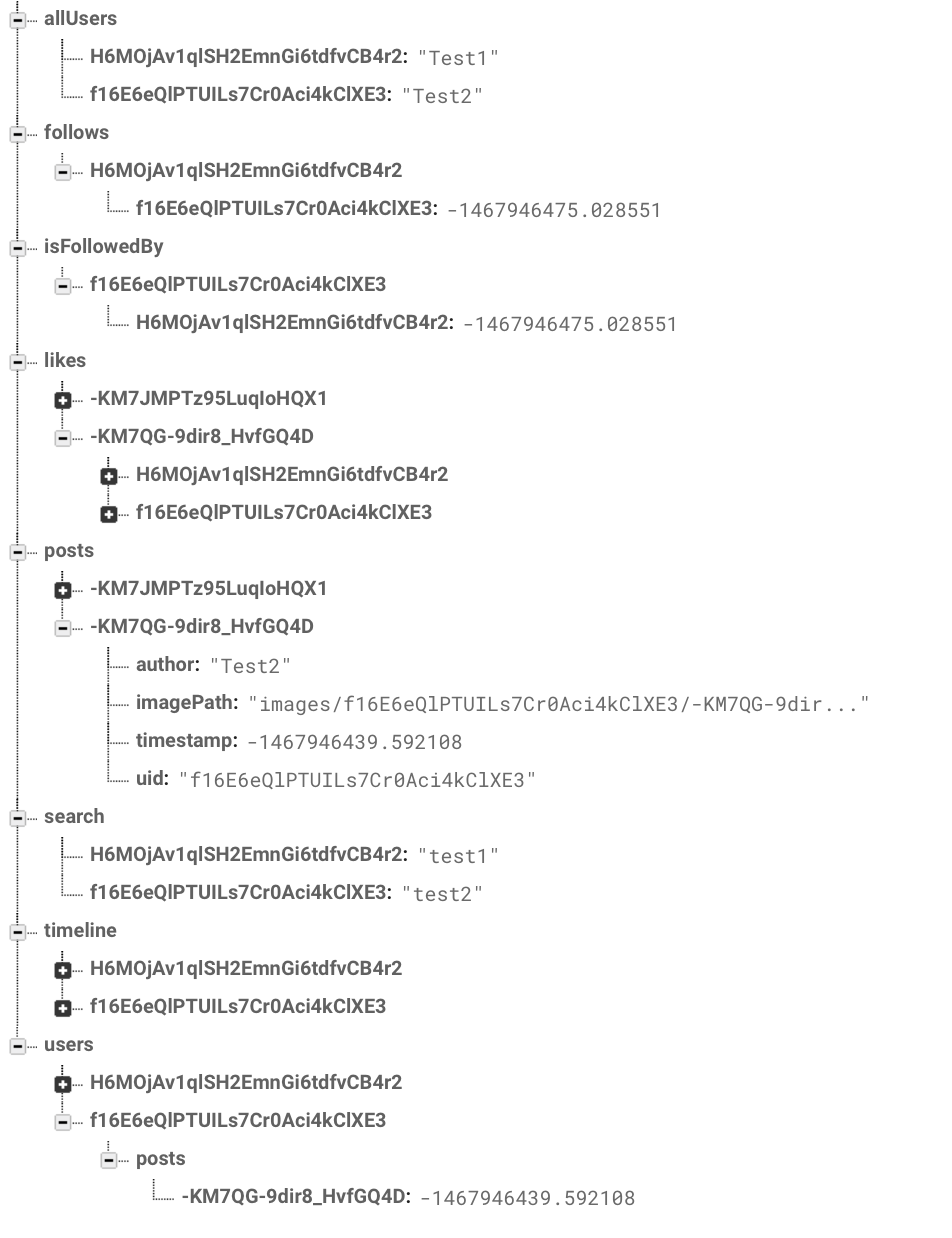 allUsers
H6MOjAv1qlSH2EmnGi6tdfvCB4r2: "Test1"
f16E6eQlPTUILs7Cr0Aci4kClXE3: "Test2"
follows
H6MOjAv1qlSH2EmnGi6tdfvCB4r2
f16E6eQlPTUILs7Cr0Aci4kClXE3: -1467946475.028551
isFollowedBy
f16E6eQlPTUILs7Cr0Aci4kClXE3
H6MOjAv1qlSH2EmnGi6tdfvCB4r2: -1467946475.028551
likes
-KM7JMPTz95LuqIoHQX1
-KM7QG-9dir8_HvfGQ4D
H6MOjAv1qlSH2EmnGi6tdfvCB4r2
f16E6eQlPTUILs7Cr0Aci4kClXE3
posts
-KM7JMPTz95LuqIoHQX1
-KM7QG-9dir8_HvfGQ4D
author: "Test2"
imagePath: "images/f16E6eQlPTUILs7Cr0Aci4kClXE3/-KM7QG-9dir..."
timestamp: -1467946439.592108
uid: "f16E6eQlPTUILs7Cr0Aci4kClXE3"
search
H6MOjAv1qlSH2EmnGi6tdfvCB4r2: "test1"
f16E6eQlPTUILs7Cr0Aci4kClXE3: "test2"
timeline
H6MOjAv1qlSH2EmnGi6tdfvCB4r2
f16E6eQlPTUILs7Cr0Aci4kClXE3
users
H6MOjAv1qlSH2EmnGi6tdfvCB4r2
f16E6eQlPTUILs7Cr0Aci4kClXE3
posts
-KM7QG-9dir8_HvfGQ4D: -1467946439.592108